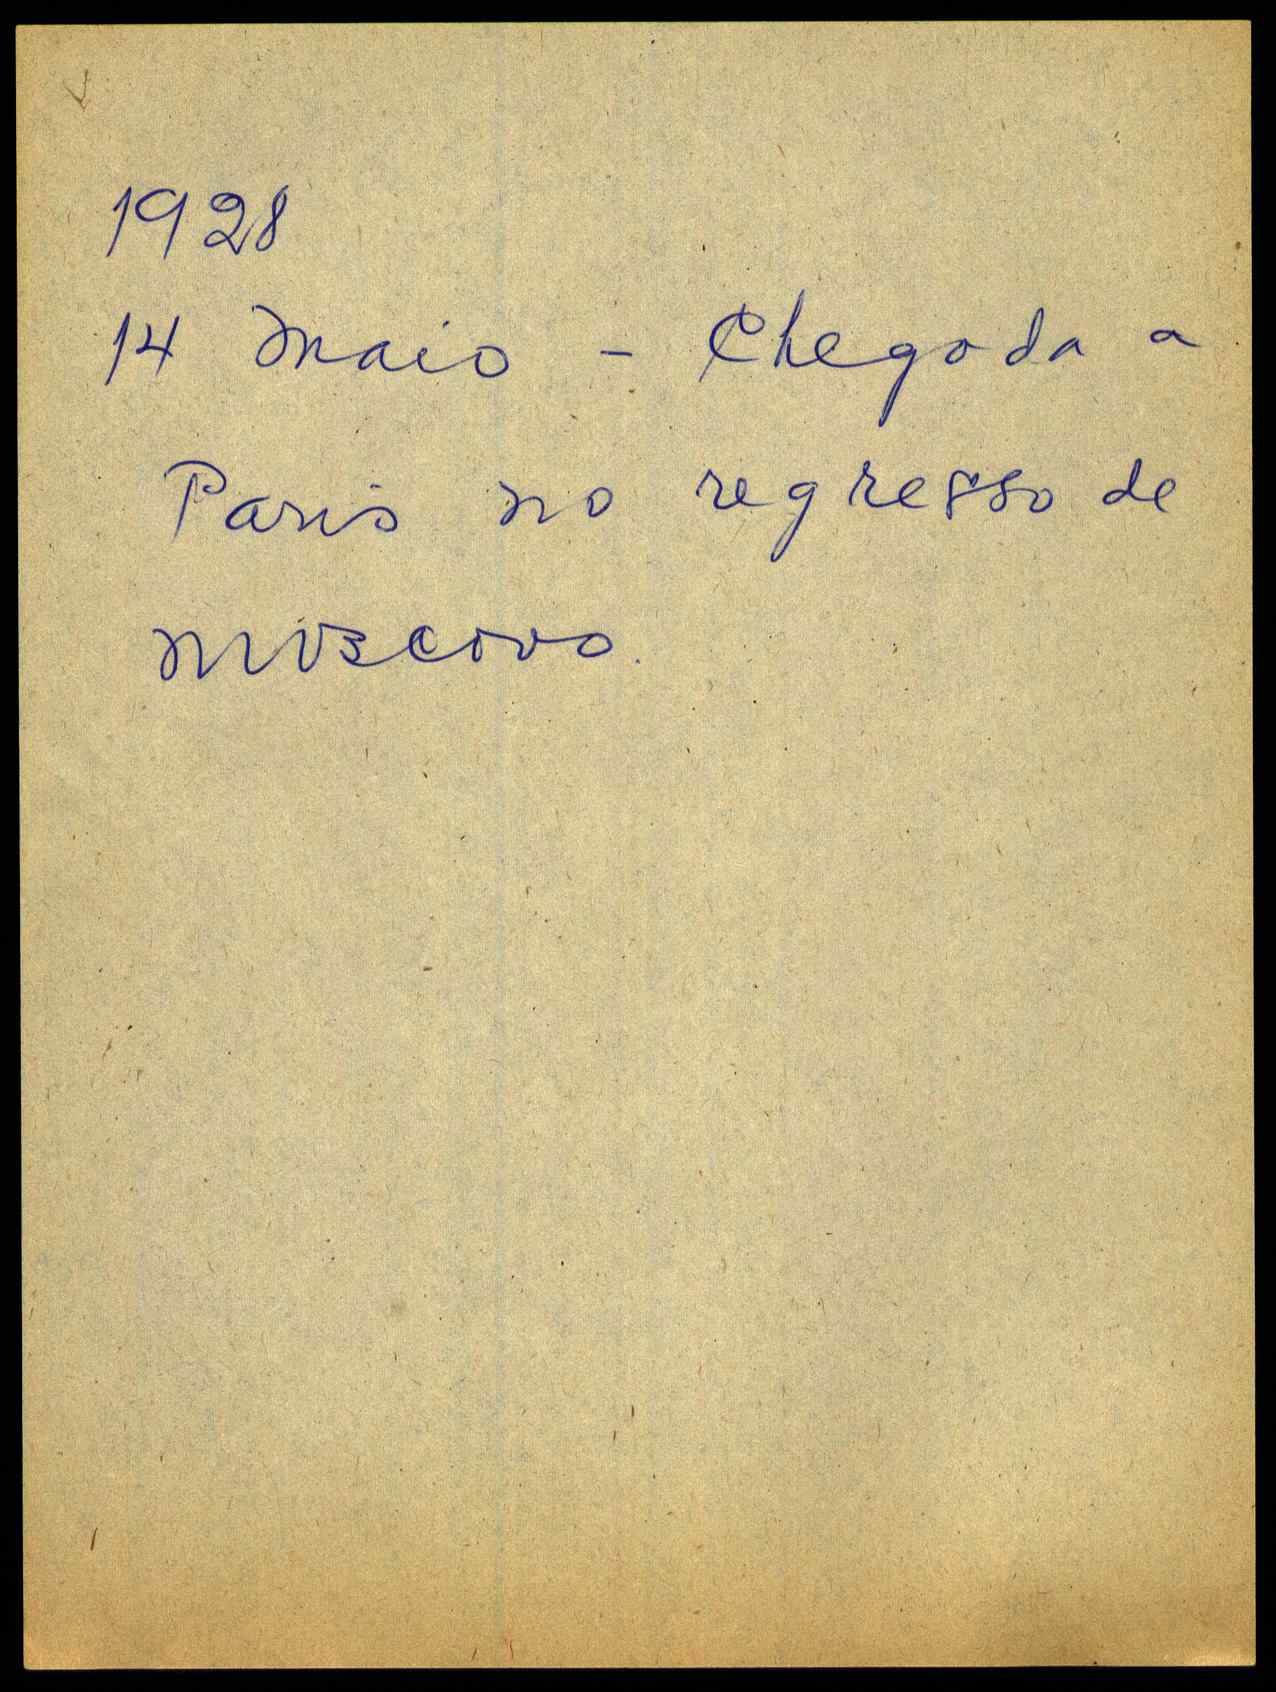 1928
14 Maio - Chegada a
Paris no regresso de
Moscovo.